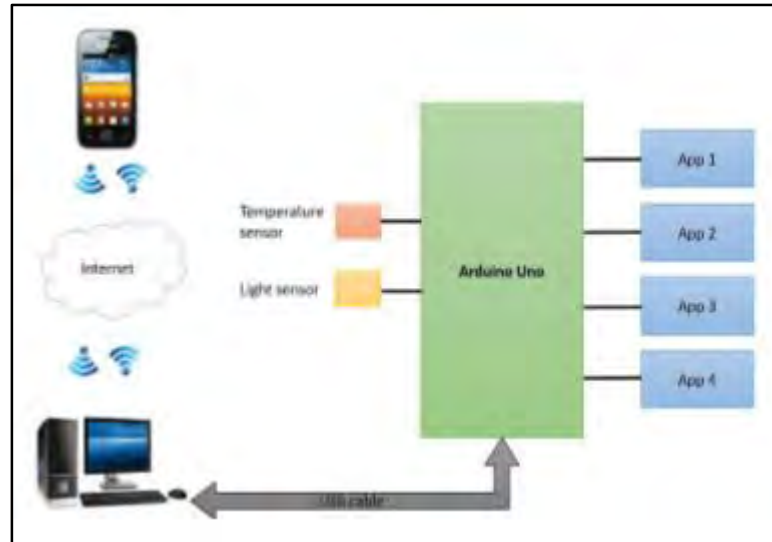 Internet
Temperature
sensor
Light sensor
Arduino Uno
App 1
App 2
App 3
App 4
USB cable